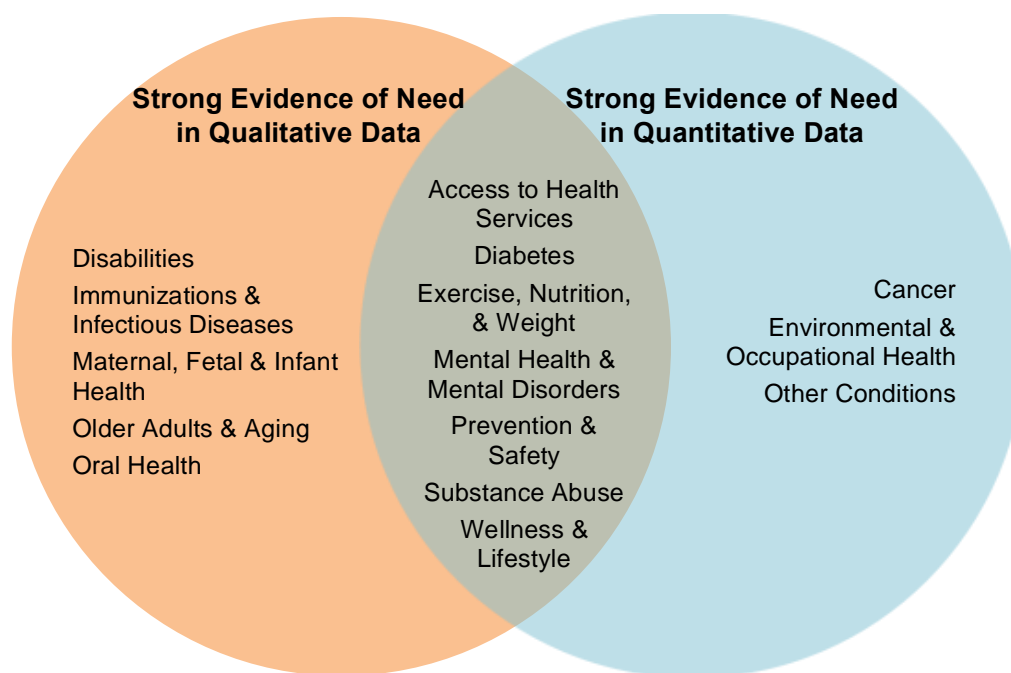 Strong Evidence of Need
in Qualitative Data
Strong Evidence of Need
in Quantitative Data
Disabilities
Immunizations &
Infectious Diseases
Maternal, Fetal & Infant
Health
Older Adults & Aging
Oral Health
Access to Health
Services
Diabetes
Exercise, Nutrition,
& Weight
Mental Health &
Mental Disorders
Prevention &
Safety
Substance Abuse
Wellness &
Lifestyle
Cancer
Environmental &
Occupational Health
Other Conditions